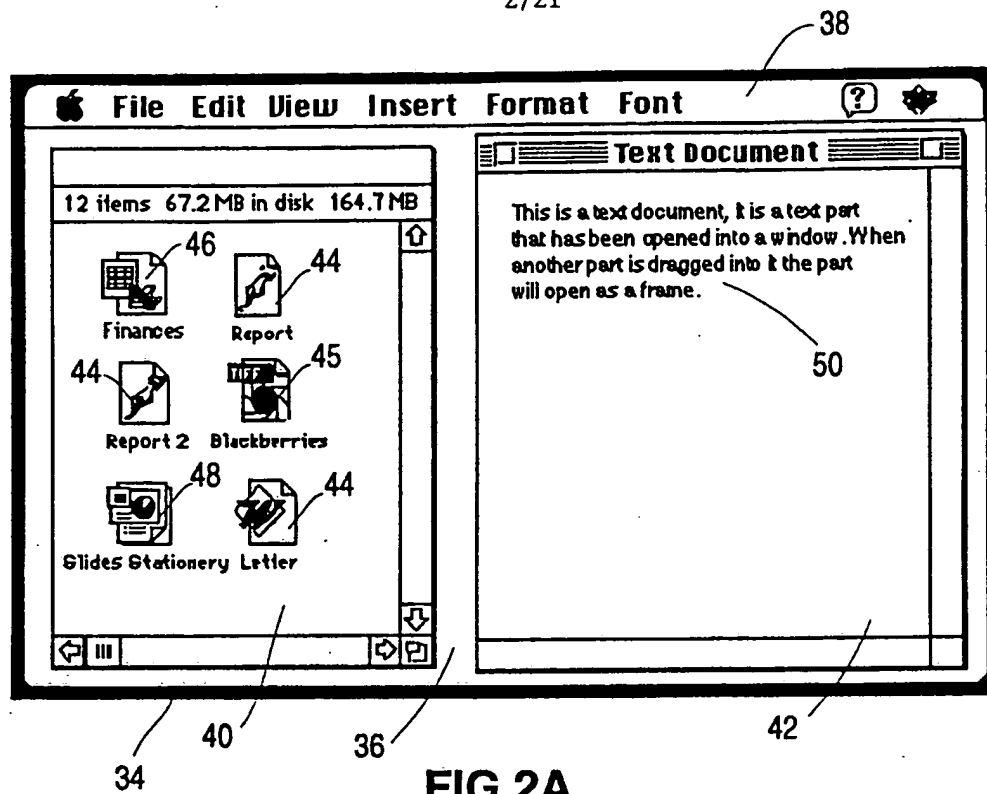 2/21
38
File Edit View Insert Format Font ?
Text Document
12 items 67.2 MB in disk 164.7 MB
This is a text document, it is a text part
that has been opened into a window. When
another part is dragged into it the part
will open as a frame.
46
44
Finances
Report
50
44
45
Report 2 Blackberries
48
44
Slides Stationery Letter
34
40
36
42
FIG.2A